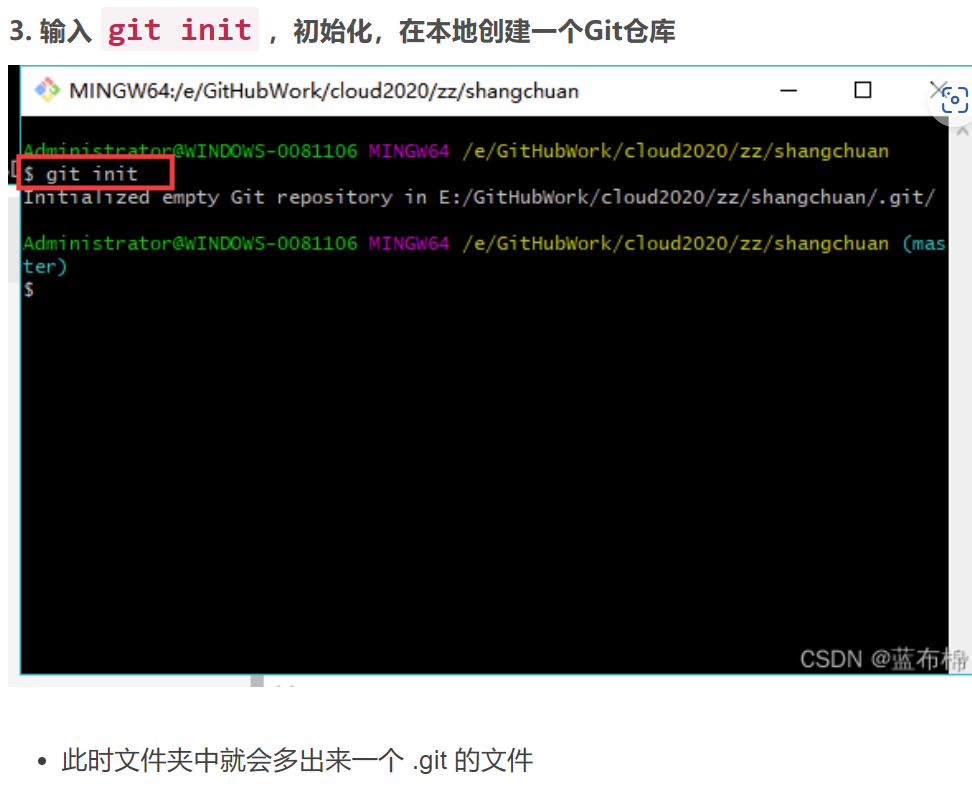 3. 输入 git init ，初始化，在本地创建一个Git仓库
MINGW64:/e/GitHubWork/cloud2020/zz/shangchuan
Administrator@WINDOWS-0081106 MINGW64 /e/GitHubWork/cloud2020/zz/shangchuan
$ git init
Initialized empty Git repository in E:/GitHubWork/cloud2020/zz/shangchuan/.git/
Administrator@WINDOWS-0081106 MINGW64 /e/GitHubWork/cloud2020/zz/shangchuan (mas
ter)
$
CSDN @蓝布棉
• 此时文件夹中就会多出来一个 .git 的文件